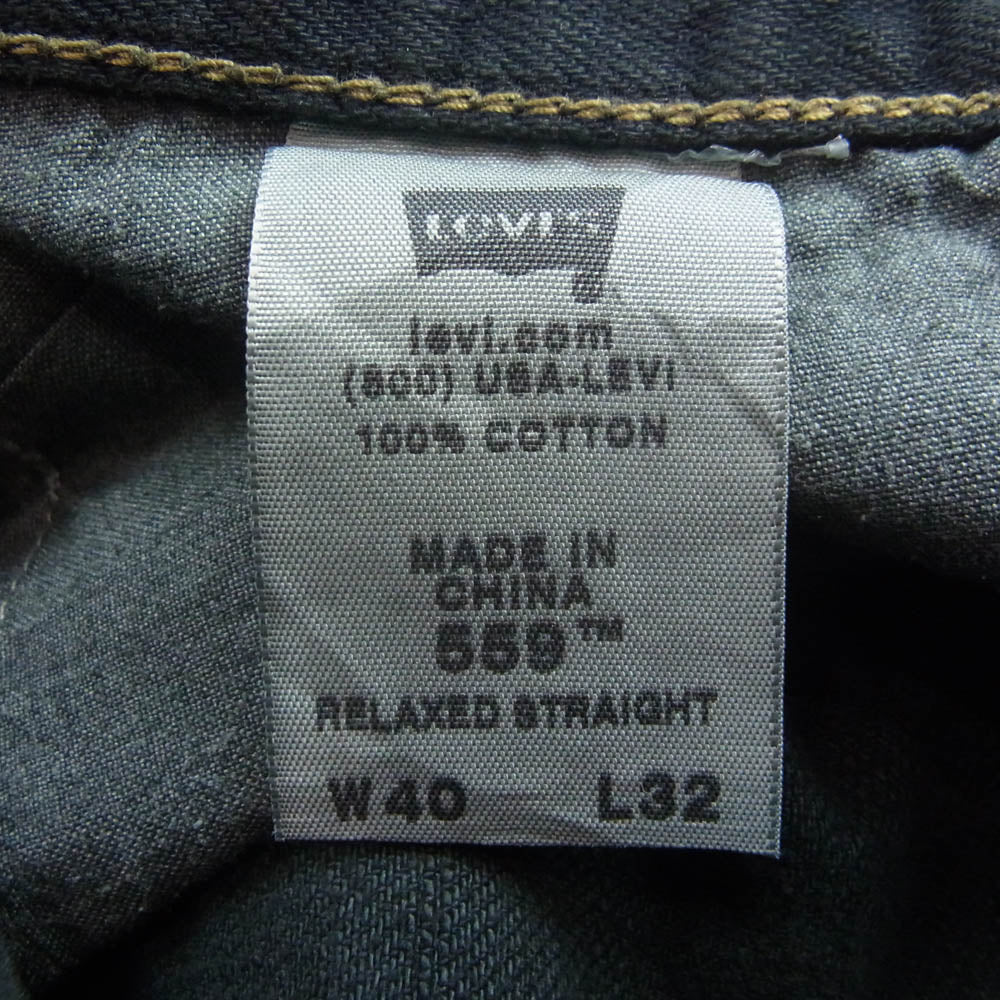 LEVI'S
levi.com
(800) USA-LEVI
100% COTTON
MADE IN
CHINA
559™
RELAXED STRAIGHT
W40 L32